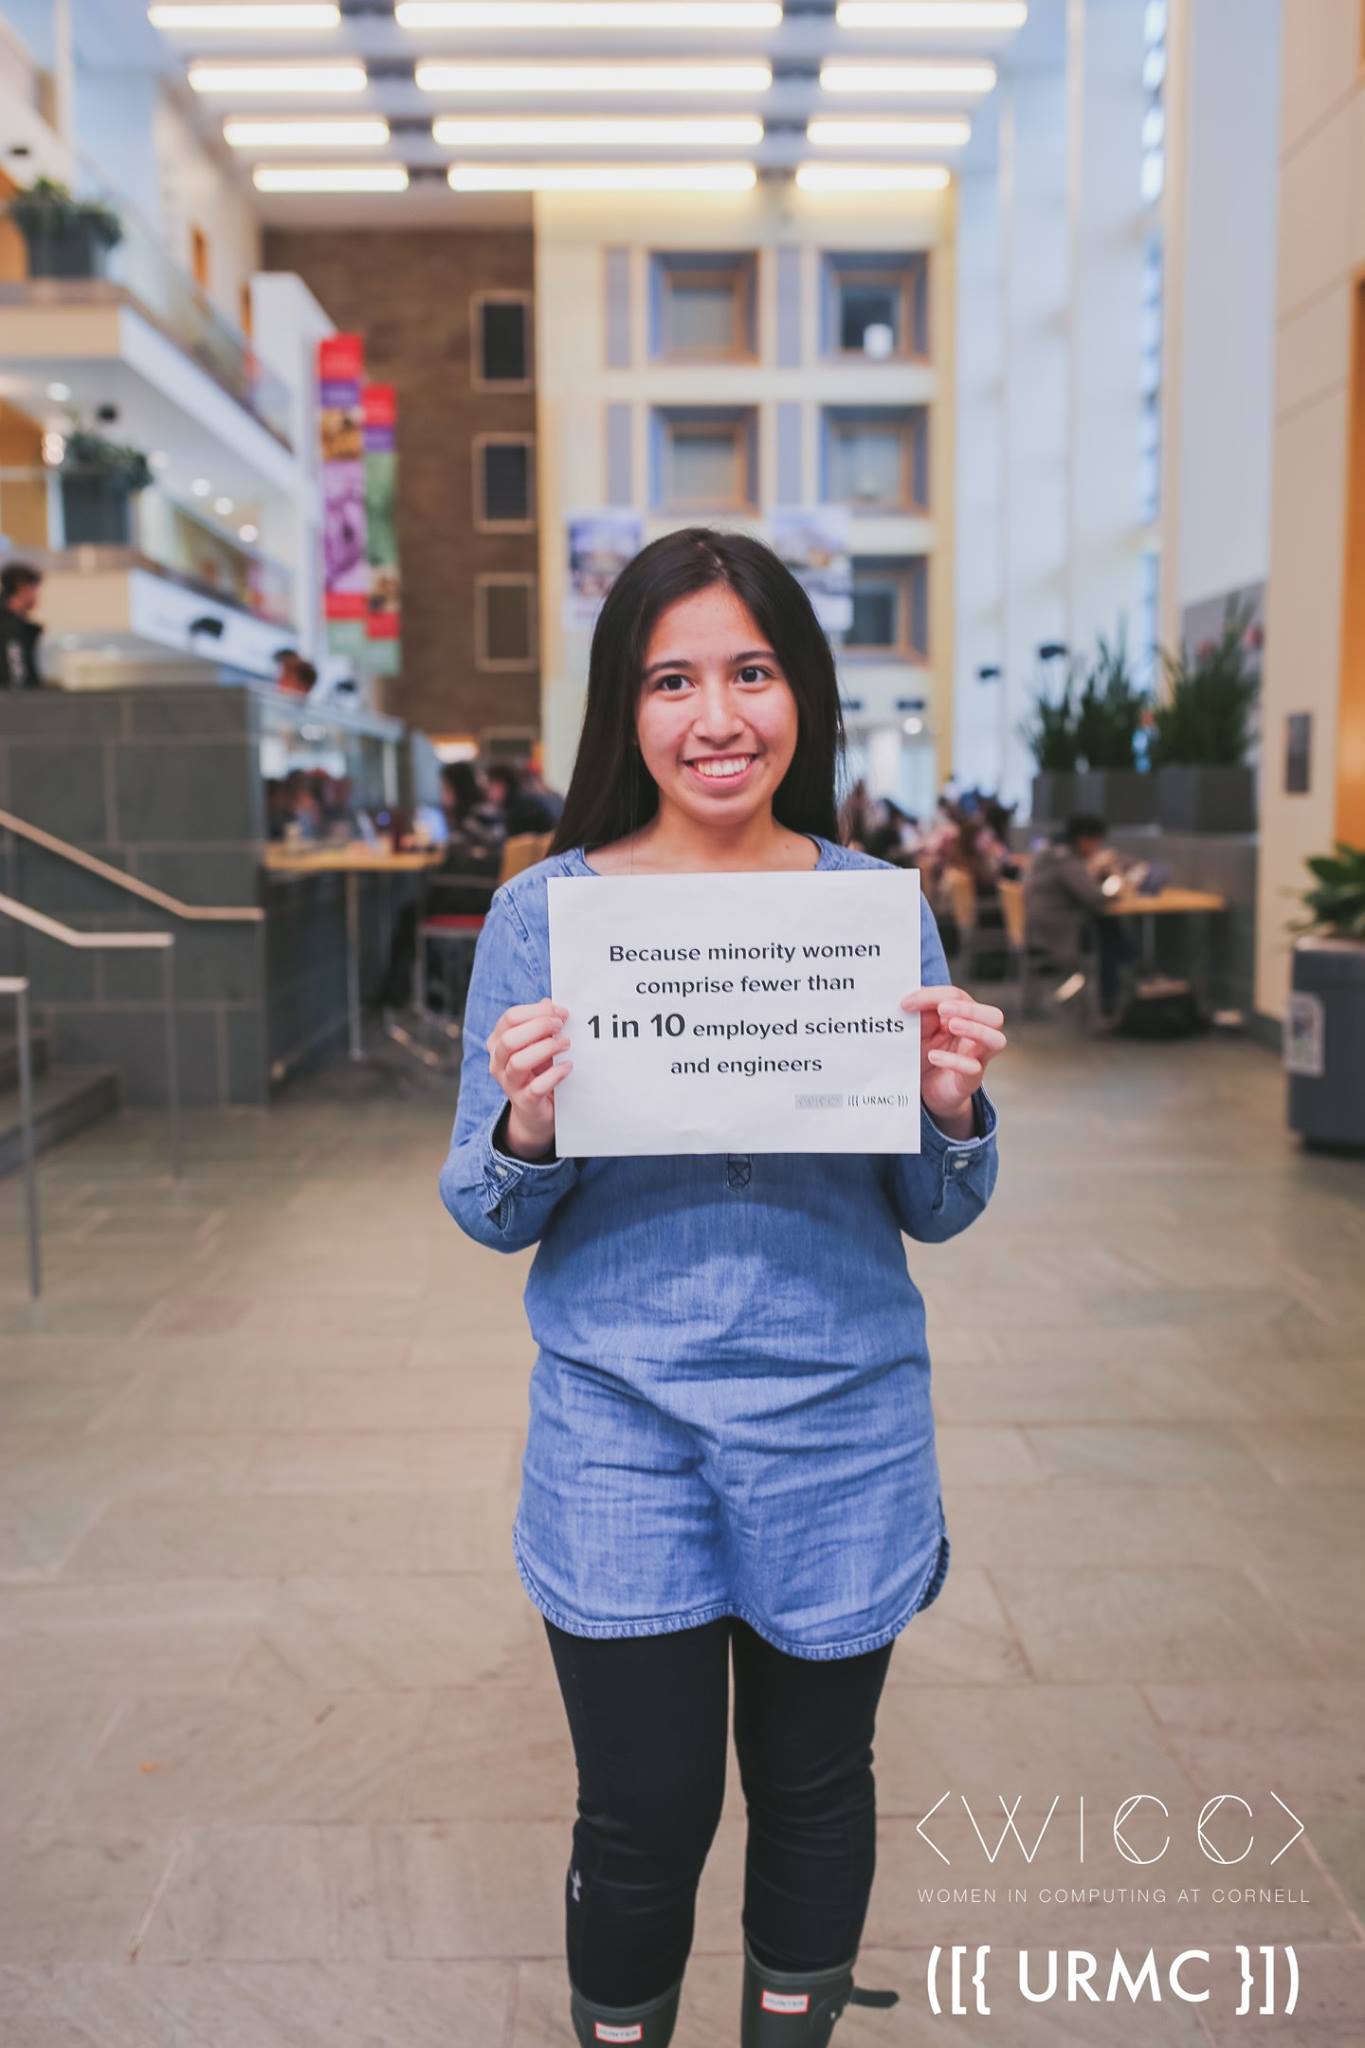 Because minority women
comprise fewer than
1 in 10 employed scientists
and engineers
([{ URMC }])
HUNTER
HUNTER
<WICC>
WOMEN IN COMPUTING AT CORNELL
([{ URMC }])